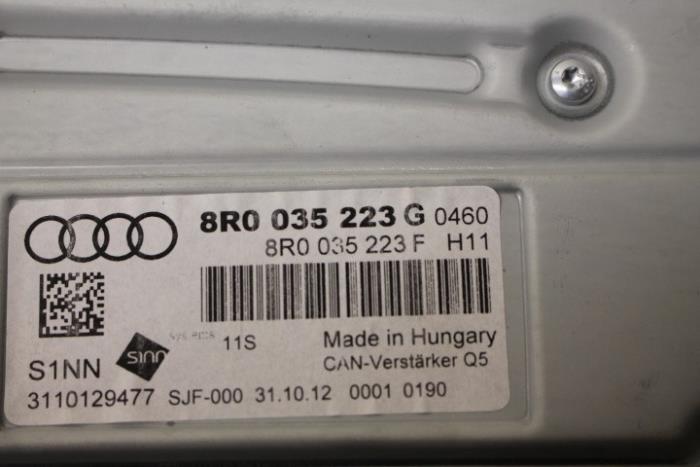 8R0 035 223 G 0460
8R0 035 223 F H11
S1NN
sınn
11S
Made in Hungary
CAN-Verstärker Q5
3110129477 SJF-000 31.10.12 0001 0190